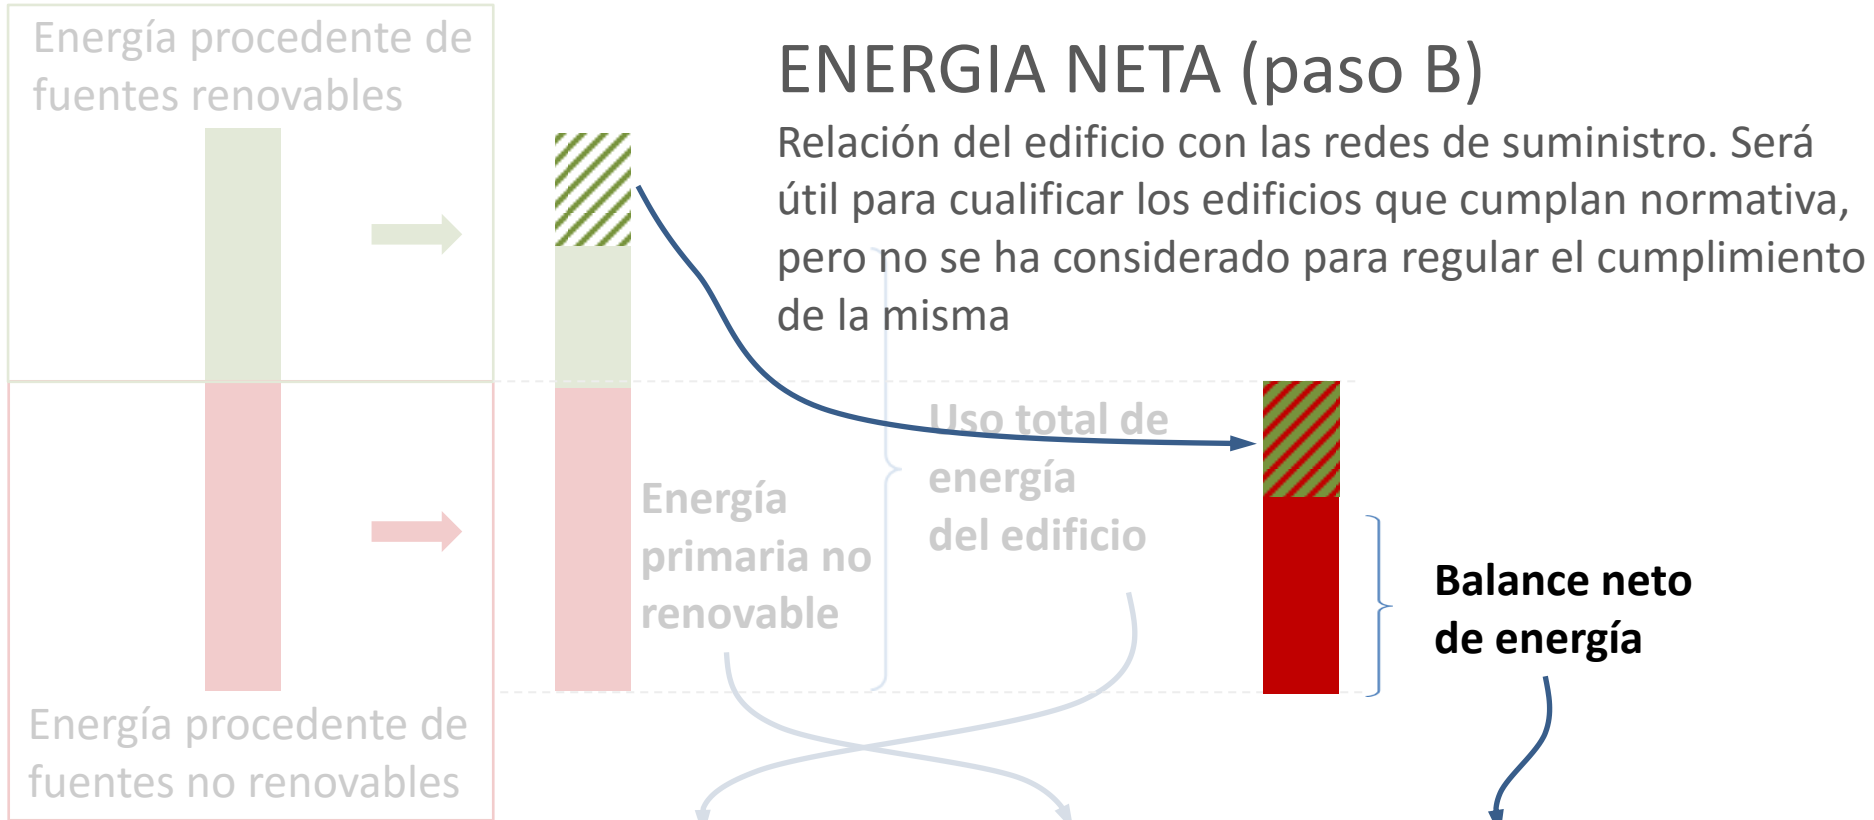 Energía procedente de
fuentes renovables
ENERGIA NETA (paso B)
Relación del edificio con las redes de suministro. Será
útil para cualificar los edificios que cumplan normativa,
pero no se ha considerado para regular el cumplimiento
de la misma
Uso total de
energía
del edificio
Energía
primaria no
renovable
Balance neto
de energía
Energía procedente de
fuentes no renovables